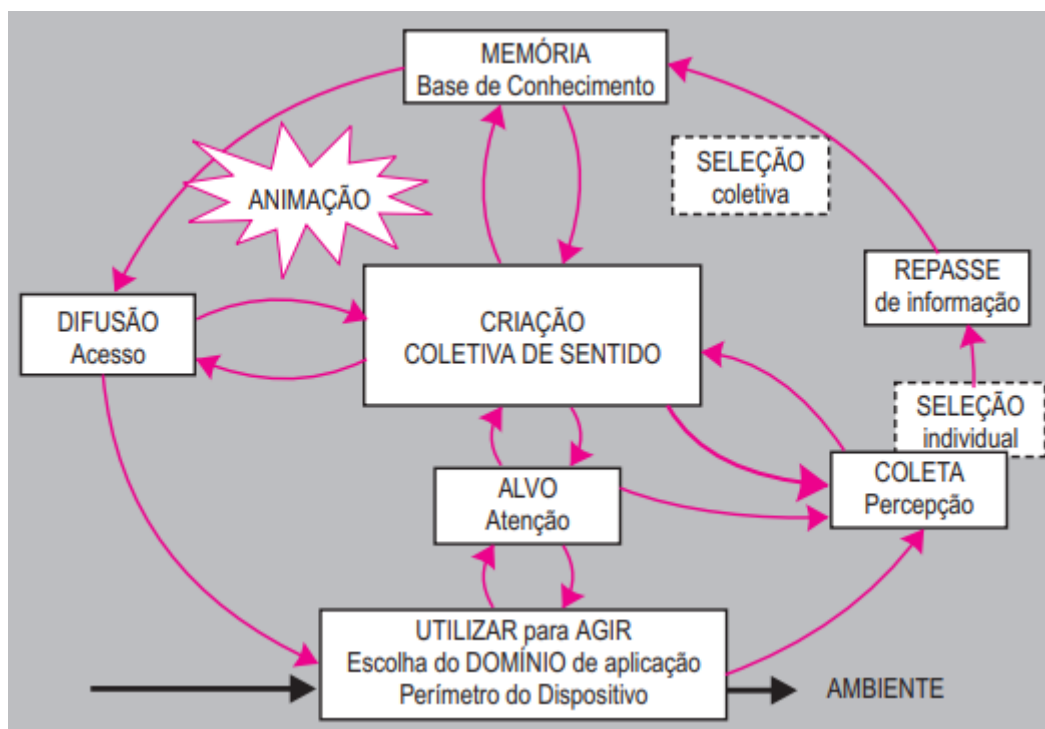 MEMÓRIA
Base de Conhecimento
SELEÇÃO
coletiva
ANIMAÇÃO
REPASSE
de informação
DIFUSÃO
Acesso
CRIAÇÃO
COLETIVA DE SENTIDO
SELEÇÃO
individual
COLETA
Percepção
ALVO
Atenção
UTILIZAR para AGIR
Escolha do DOMÍNIO de aplicação
Perímetro do Dispositivo
AMBIENTE